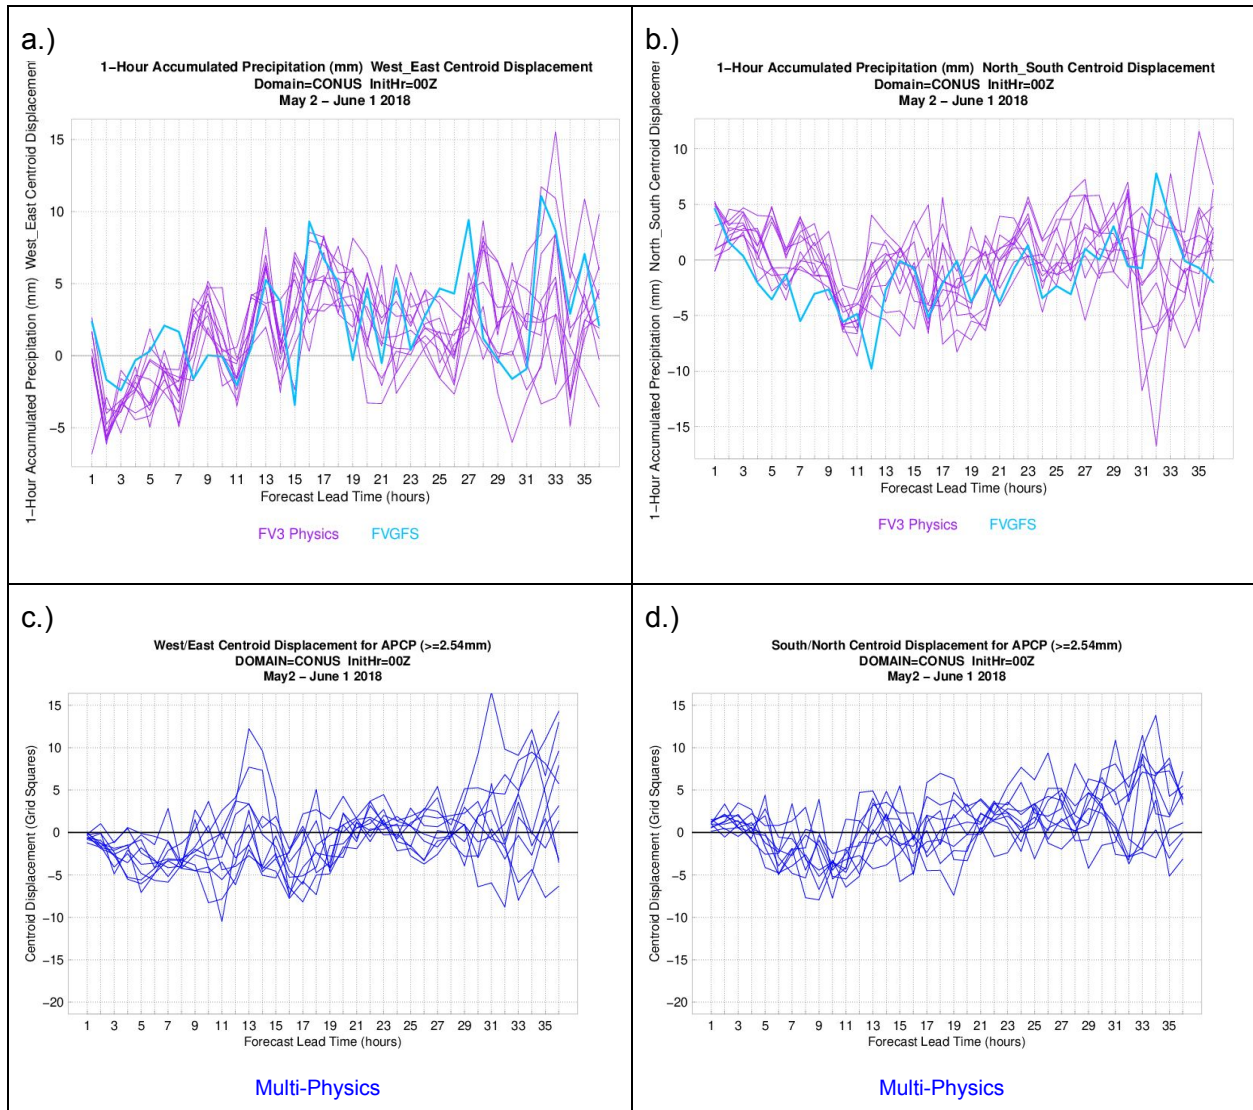 a.)
1−Hour Accumulated Precipitation (mm) West_East Centroid Displacement
Domain=CONUS InitHr=00Z
May 2 − June 1 2018
1−Hour Accumulated Precipitation (mm) West_East Centroid Displacement
15
10
5
0
−5
1 3 5 7 9 11 13 15 17 19 21 23 25 27 29 31 33 35
Forecast Lead Time (hours)
FV3 Physics FVGFS
b.)
1−Hour Accumulated Precipitation (mm) North_South Centroid Displacement
Domain=CONUS InitHr=00Z
May 2 − June 1 2018
1−Hour Accumulated Precipitation (mm) North_South Centroid Displacemer
10
5
0
−5
−10
−15
1 3 5 7 9 11 13 15 17 19 21 23 25 27 29 31 33 35
Forecast Lead Time (hours)
FV3 Physics FVGFS
c.)
West/East Centroid Displacement for APCP (>=2.54mm)
DOMAIN=CONUS InitHr=00Z
May2 − June 1 2018
Centroid Displacement (Grid Squares)
15
10
5
0
−5
−10
−15
−20
1 3 5 7 9 11 13 15 17 19 21 23 25 27 29 31 33 35
Forecast Lead Time (hours)
Multi-Physics
d.)
South/North Centroid Displacement for APCP (>=2.54mm)
DOMAIN=CONUS InitHr=00Z
May2 − June 1 2018
Centroid Displacement (Grid Squares)
15
10
5
0
−5
−10
−15
−20
1 3 5 7 9 11 13 15 17 19 21 23 25 27 29 31 33 35
Forecast Lead Time (hours)
Multi-Physics